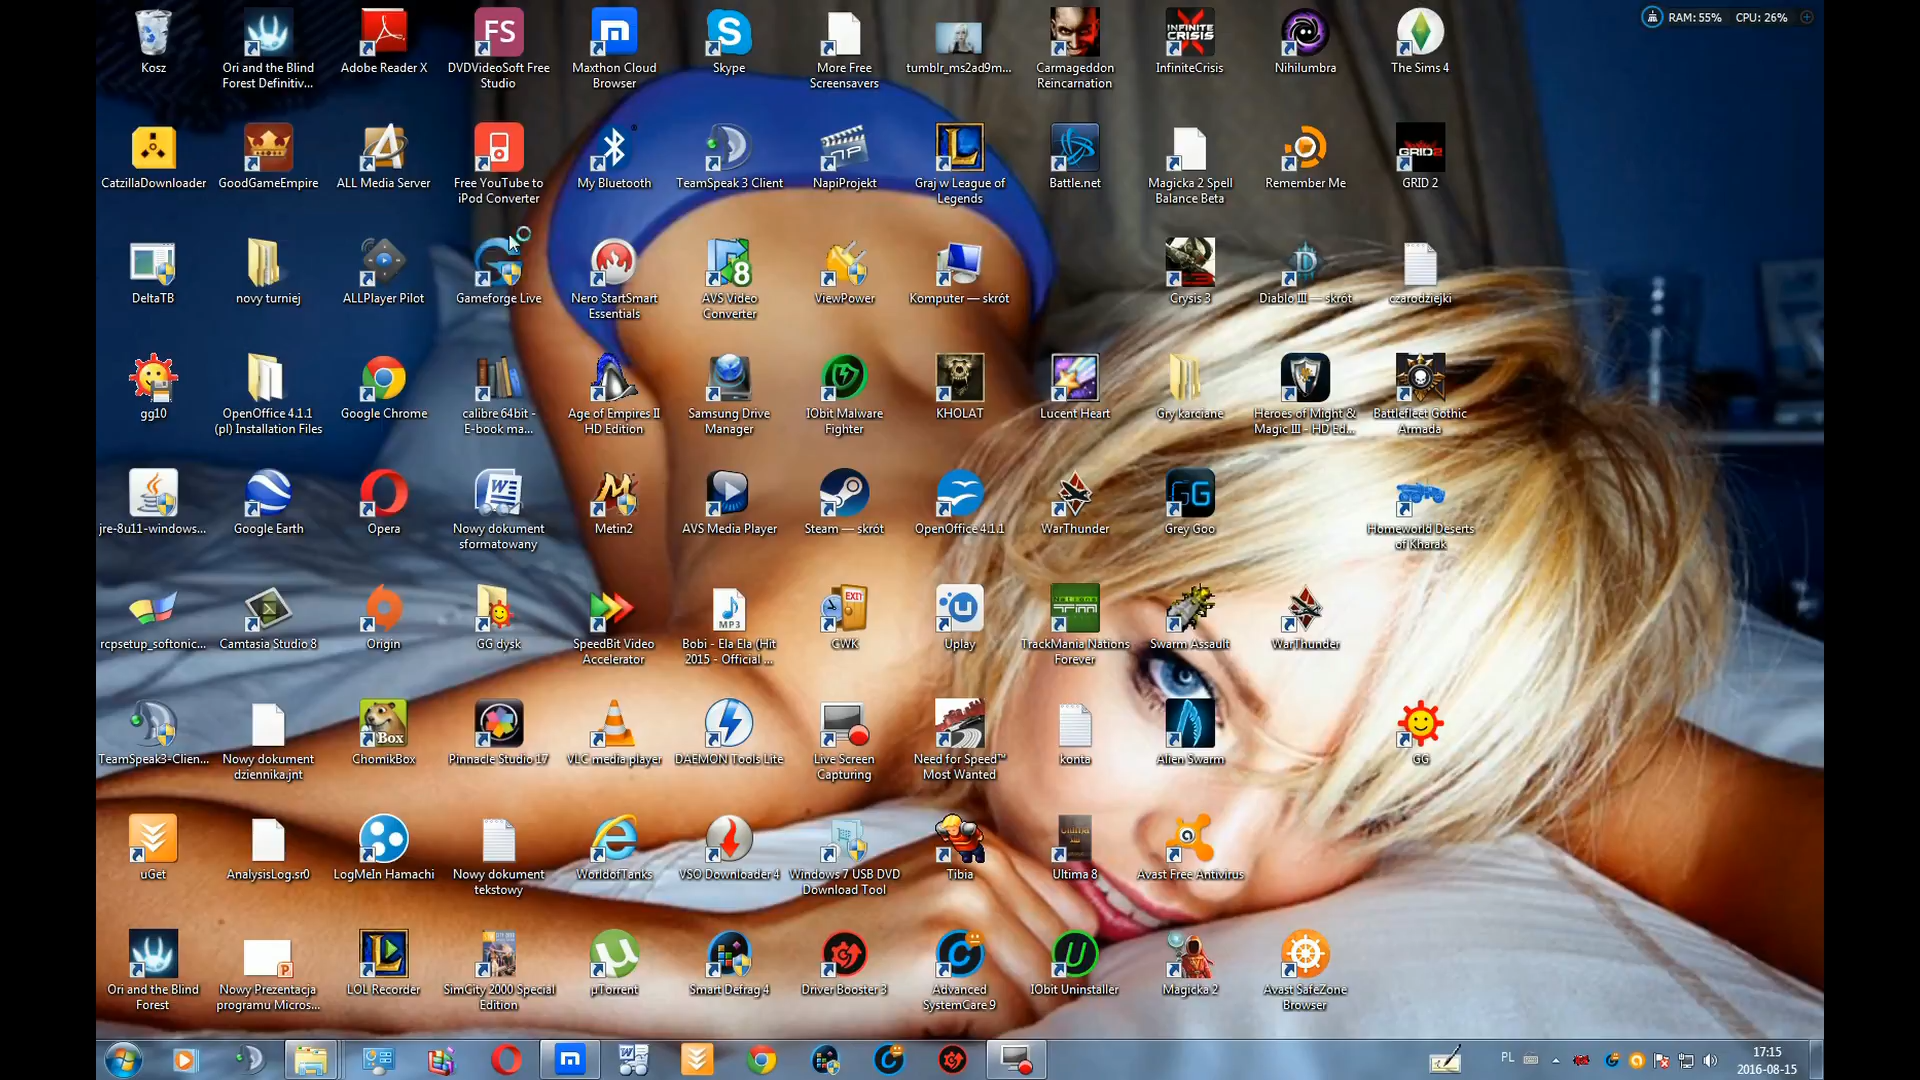 RAM: 55% CPU: 26%
Kosz
Ori and the Blind
Forest Definitiv...
Adobe Reader X
FS
DVDVideoSoft Free
Studio
Maxthon Cloud
Browser
Skype
More Free
Screensavers
tumblr_ms2ad9m...
Carmageddon
Reincarnation
INFINITE
CRISIS
InfiniteCrisis
Nihilumbra
The Sims 4
CatzillaDownloader
GoodGameEmpire
ALL Media Server
Free YouTube to
iPod Converter
My Bluetooth
TeamSpeak 3 Client
NapiProjekt
Graj w League of
Legends
Battle.net
Magicka 2 Spell
Balance Beta
Remember Me
GRID 2
GRID 2
DeltaTB
novy turniej
ALLPlayer Pilot
Gameforge Live
Nero StartSmart
Essentials
8
AVS Video
Converter
ViewPower
Komputer — skrót
Crysis 3
Diablo III — skrót
czarodziejki
gg10
OpenOffice 4.1.1
(pl) Installation Files
Google Chrome
calibre 64bit -
E-book ma...
Age of Empires II
HD Edition
Samsung Drive
Manager
IObit Malware
Fighter
KHOLAT
Lucent Heart
Gry karciane
Heroes of Might &
Magic III - HD Ed...
Battlefleet Gothic
Armada
jre-8u11-windows...
Google Earth
Opera
Nowy dokument
sformatowany
Metin2
AVS Media Player
Steam — skrót
OpenOffice 4.1.1
WarThunder
GG
Grey Goo
Homeworld Deserts
of Kharak
rcpsetup_softonic...
Camtasia Studio 8
Origin
GG dysk
SpeedBit Video
Accelerator
MP3
Bobi - Ela Ela (Hit
2015 - Official ...
EXIT
CWK
Uplay
TrackMania Nations
Forever
Swarm Assault
WarThunder
TeamSpeak3-Clien...
Nowy dokument
dziennika.jnt
Box
ChomikBox
Pinnacle Studio 17
VLC media player
DAEMON Tools Lite
Live Screen
Capturing
Need for Speed™
Most Wanted
konta
Alien Swarm
GG
uGet
AnalysisLog.sr0
LogMeIn Hamachi
Nowy dokument
tekstowy
WorldofTanks
VSO Downloader 4
Windows 7 USB DVD
Download Tool
Tibia
Ultima 8
Avast Free Antivirus
Ori and the Blind
Forest
Nowy Prezentacja
programu Micros...
LOL Recorder
SimCity 2000 Special
Edition
µTorrent
Smart Defrag 4
Driver Booster 3
Advanced
SystemCare 9
IObit Uninstaller
Magicka 2
Avast SafeZone
Browser
PL
17:15
2016-08-15